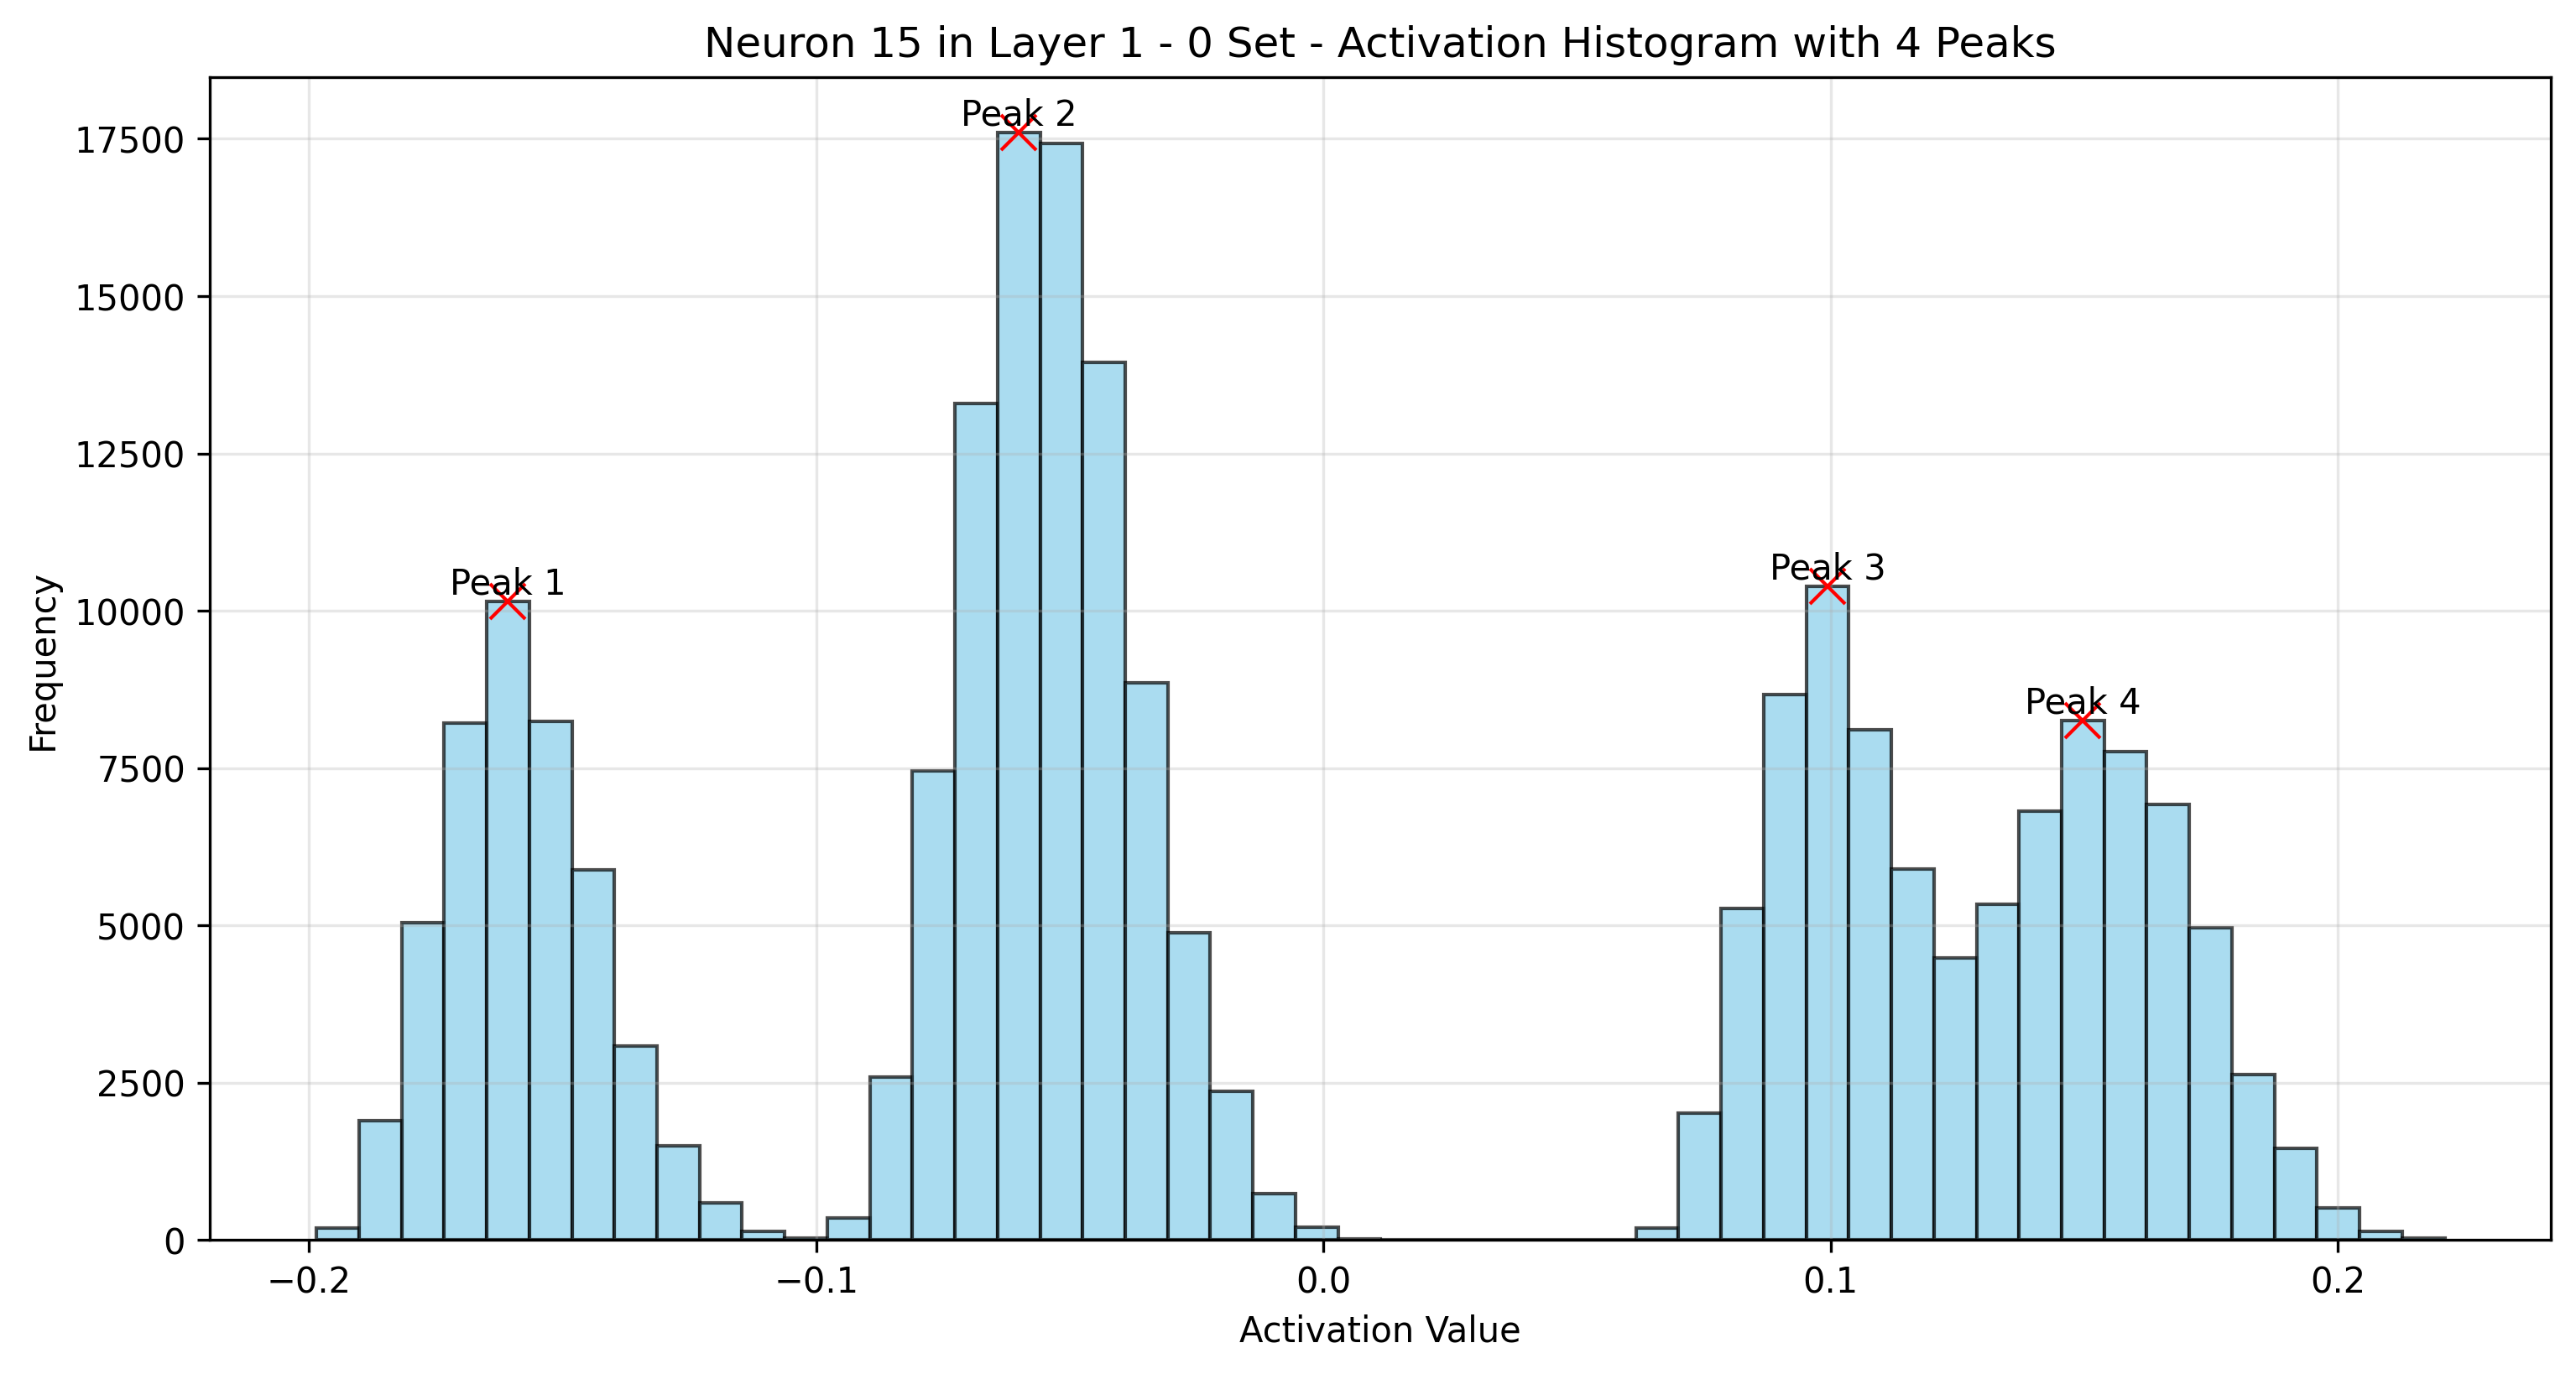 Neuron 15 in Layer 1 - 0 Set - Activation Histogram with 4 Peaks
Peak 2
17500
15000
12500
Peak 3
Peak 1
10000
Frequency
Peak 4
7500
5000
2500
0
−0.2
−0.1
0.0
0.1
0.2
Activation Value